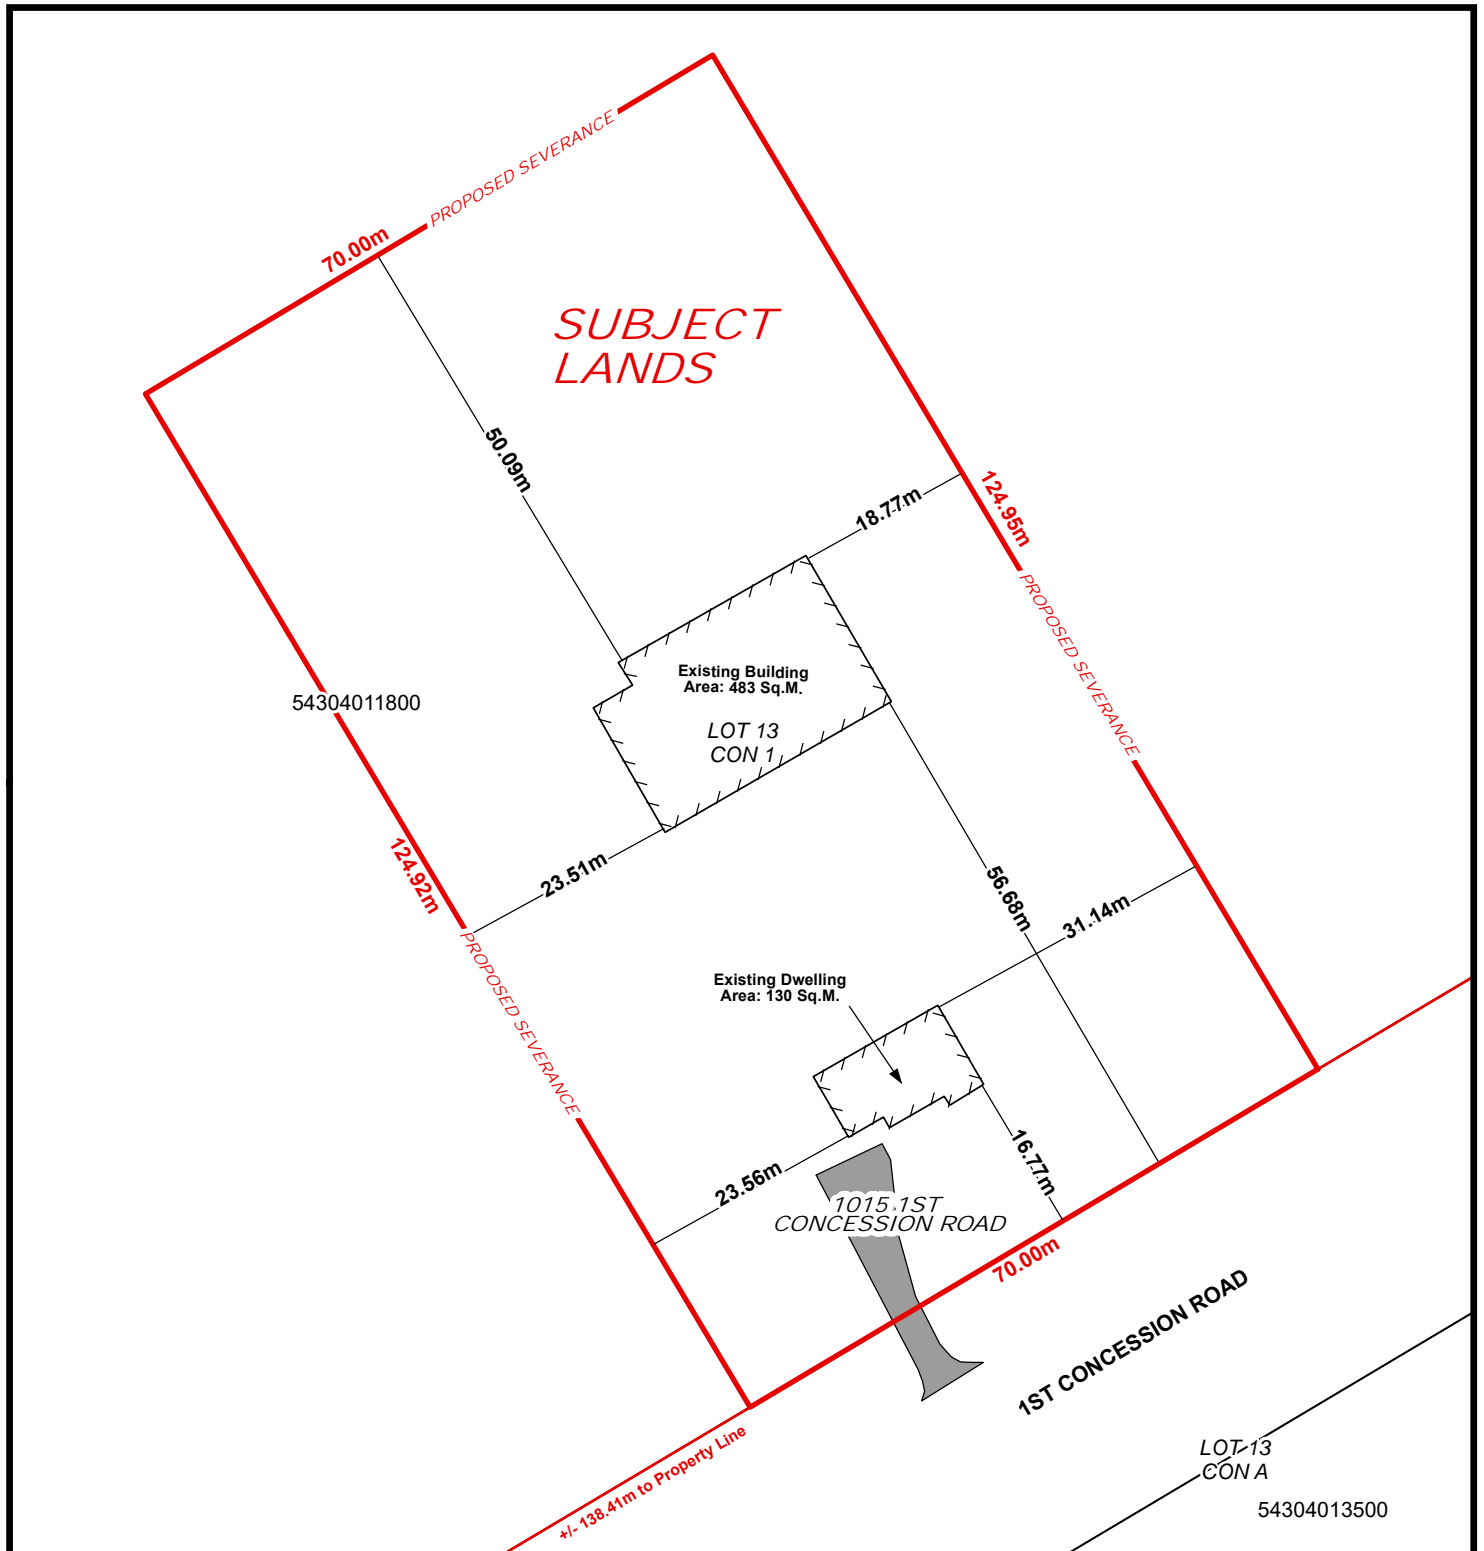 PROPOSED SEVERANCE
70.00m
SUBJECT
LANDS
50.09m
18.77m
124.95m
PROPOSED SEVERANCE
Existing Building
Area: 483 Sq.M.
54304011800
LOT 13
CON 1
124.92m
23.51m
56.68m
31.14m
PROPOSED SEVERANCE
Existing Dwelling
Area: 130 Sq.M.
23.56m
16.77m
1015 1ST
CONCESSION ROAD
70.00m
1ST CONCESSION ROAD
+/- 138.41m to Property Line
LOT 13
CON A
54304013500